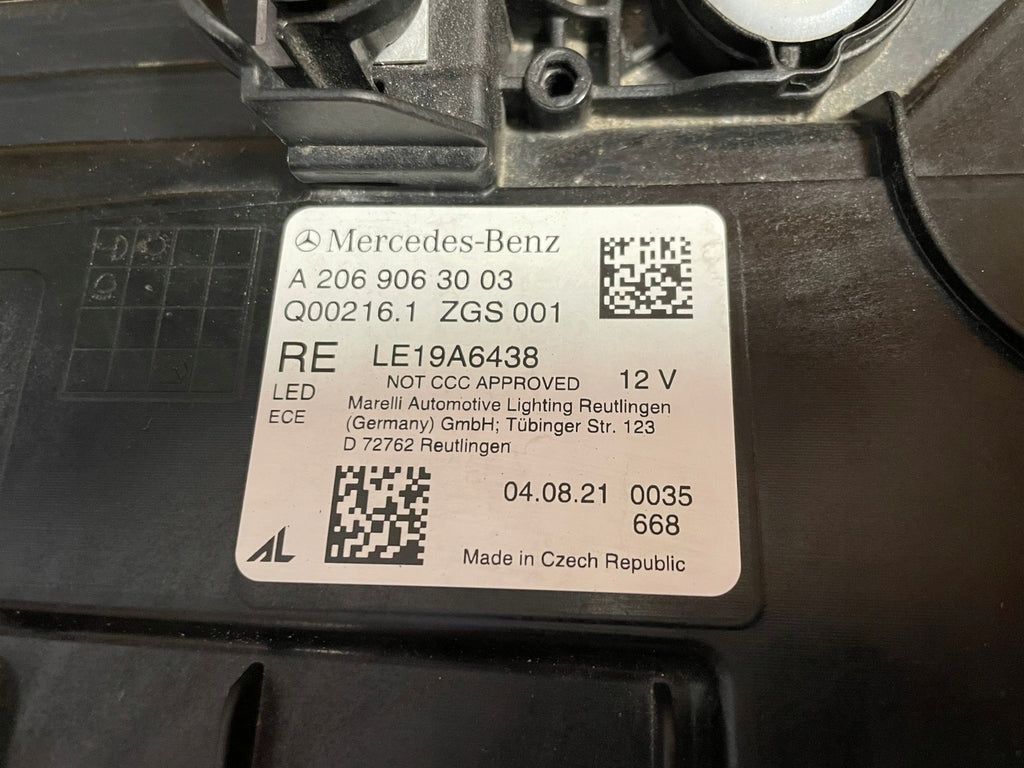 Mercedes-Benz
A 206 906 30 03
Q00216.1 ZGS 001
RE LE19A6438
NOT CCC APPROVED 12 V
LED
ECE
Marelli Automotive Lighting Reutlingen
(Germany) GmbH; Tübinger Str. 123
D 72762 Reutlingen
04.08.21 0035
668
AL
Made in Czech Republic